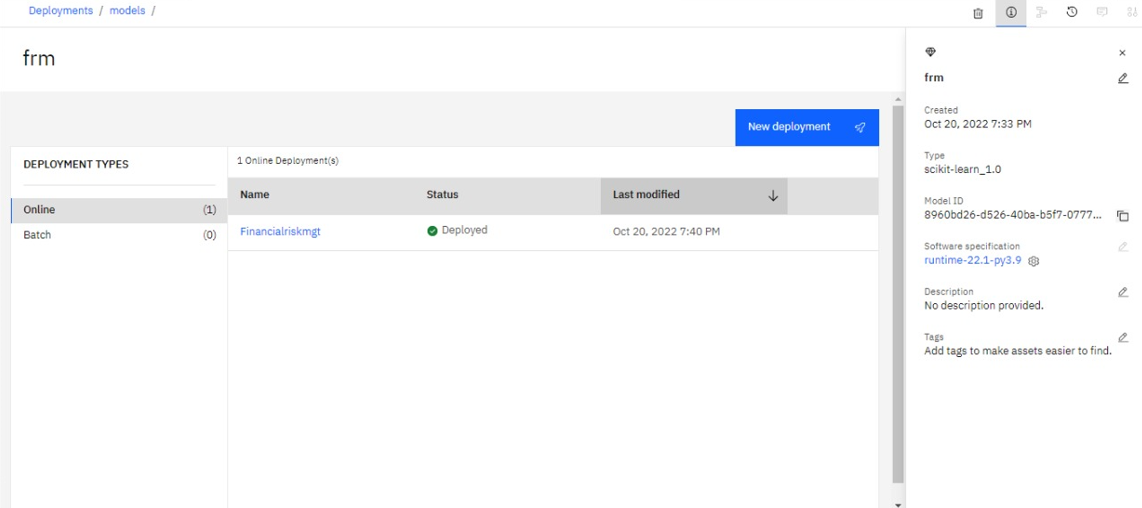 Deployments / models /
frm
New deployment
DEPLOYMENT TYPES
Online (1)
Batch (0)
1 Online Deployment(s)
Name Status Last modified
Financialriskmgt Deployed Oct 20, 2022 7:40 PM
frm
Created
Oct 20, 2022 7:33 PM
Type
scikit-learn_1.0
Model ID
8960bd26-d526-40ba-b5f7-0777...
Software specification
runtime-22.1-py3.9
Description
No description provided.
Tags
Add tags to make assets easier to find.